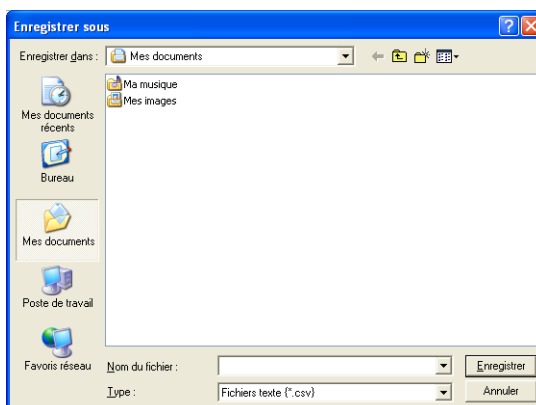 Enregistrer sous
Enregistrer dans :
Mes documents
Ma musique
Mes images
Mes documents
récents
Bureau
Mes documents
Poste de travail
Favoris réseau
Nom du fichier :
Enregistrer
Type :
Fichiers texte {*.csv}
Annuler